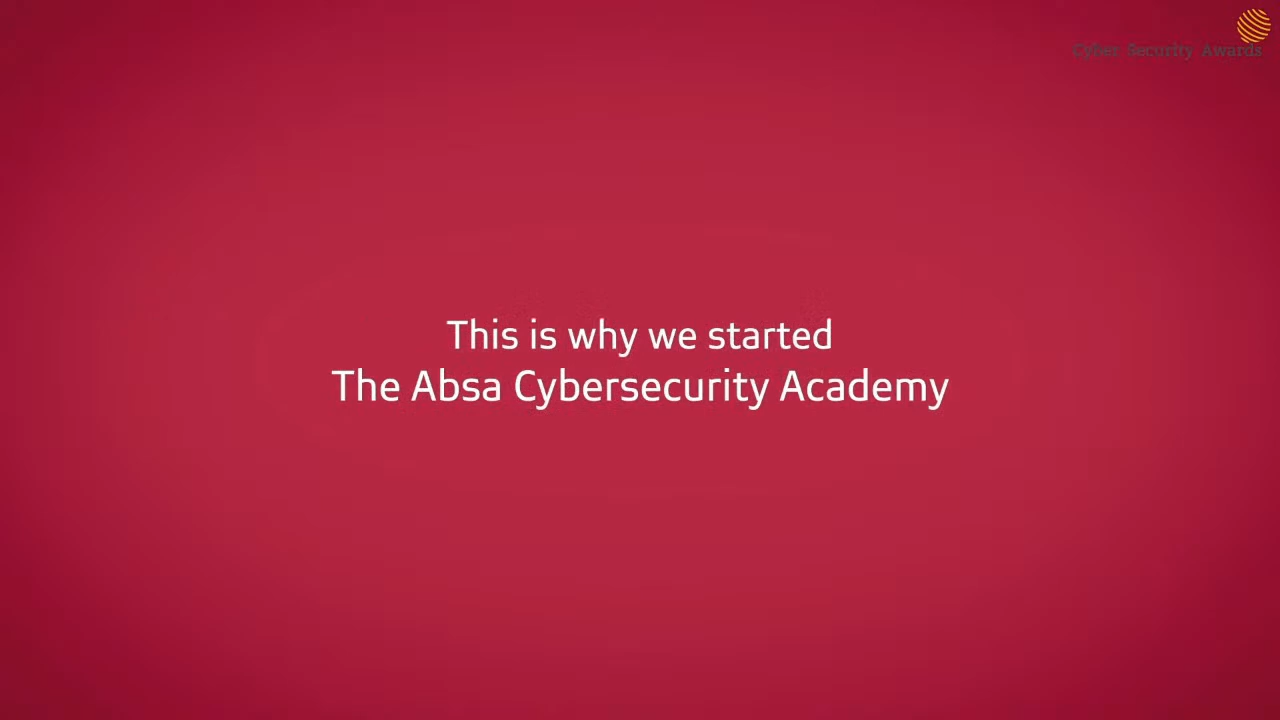 Cyber Security Awards
This is why we started
The Absa Cybersecurity Academy